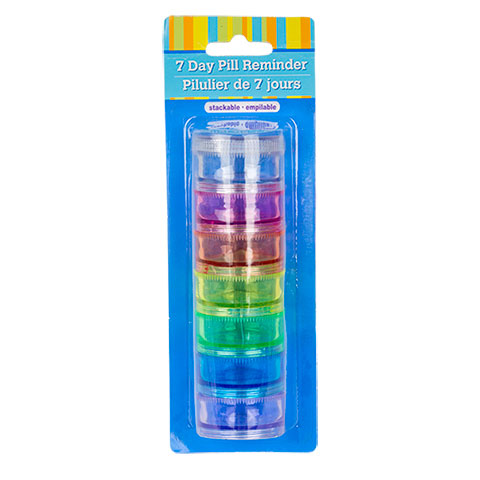 7 Day Pill Reminder
Pilulier de 7 jours
stackable • empilable